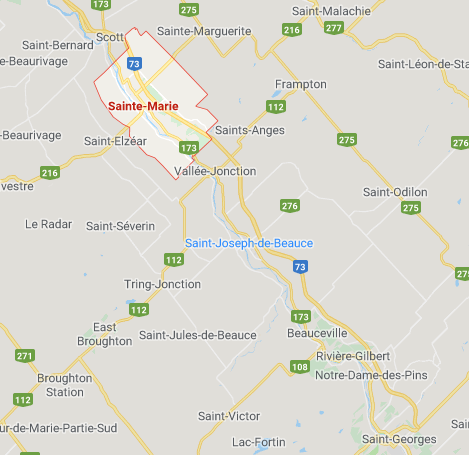 173
Saint-Malachie
Scott
Sainte-Marguerite
216
277
Saint-Bernard
275
e-Beaurivage
73
Saint-Léon-de-Sta
Frampton
Sainte-Marie
112
-Beaurivage
Saints-Anges
Saint-Elzéar
275
173
vestre
216
Vallée-Jonction
Saint-Odilon
276
275
Le Radar
Saint-Séverin
Saint-Joseph-de-Beauce
112
73
275
Tring-Jonction
112
173
East
Broughton
Saint-Jules-de-Beauce
Beauceville
271
Rivière-Gilbert
108
Notre-Dame-des-Pins
Broughton
Station
112
Saint-Victor
ur-de-Marie-Partie-Sud
Lac-Fortin
Saint-Georges
Sain